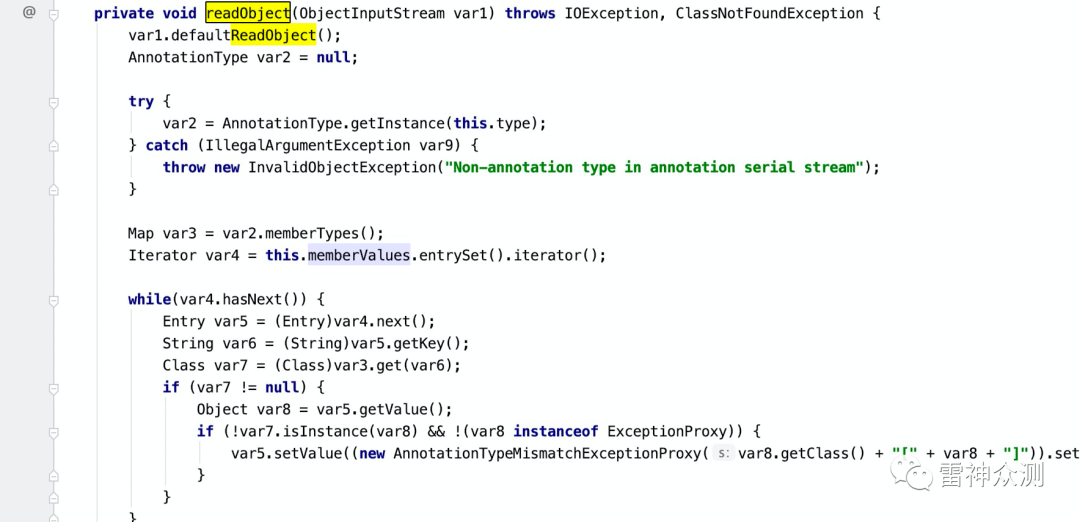 @ private void readObject(ObjectInputStream var1) throws IOException, ClassNotFoundException {
var1.defaultReadObject();
AnnotationType var2 = null;
try {
var2 = AnnotationType.getInstance(this.type);
} catch (IllegalArgumentException var9) {
throw new InvalidObjectException("Non-annotation type in annotation serial stream");
}
Map var3 = var2.memberTypes();
Iterator var4 = this.memberValues.entrySet().iterator();
while(var4.hasNext()) {
Entry var5 = (Entry)var4.next();
String var6 = (String)var5.getKey();
Class var7 = (Class)var3.get(var6);
if (var7 != null) {
Object var8 = var5.getValue();
if (!var7.isInstance(var8) && !(var8 instanceof ExceptionProxy)) {
var5.setValue((new AnnotationTypeMismatchExceptionProxy( s: var8.getClass() + "[" + var8 + "]")).set
}
}
}
雷神众测